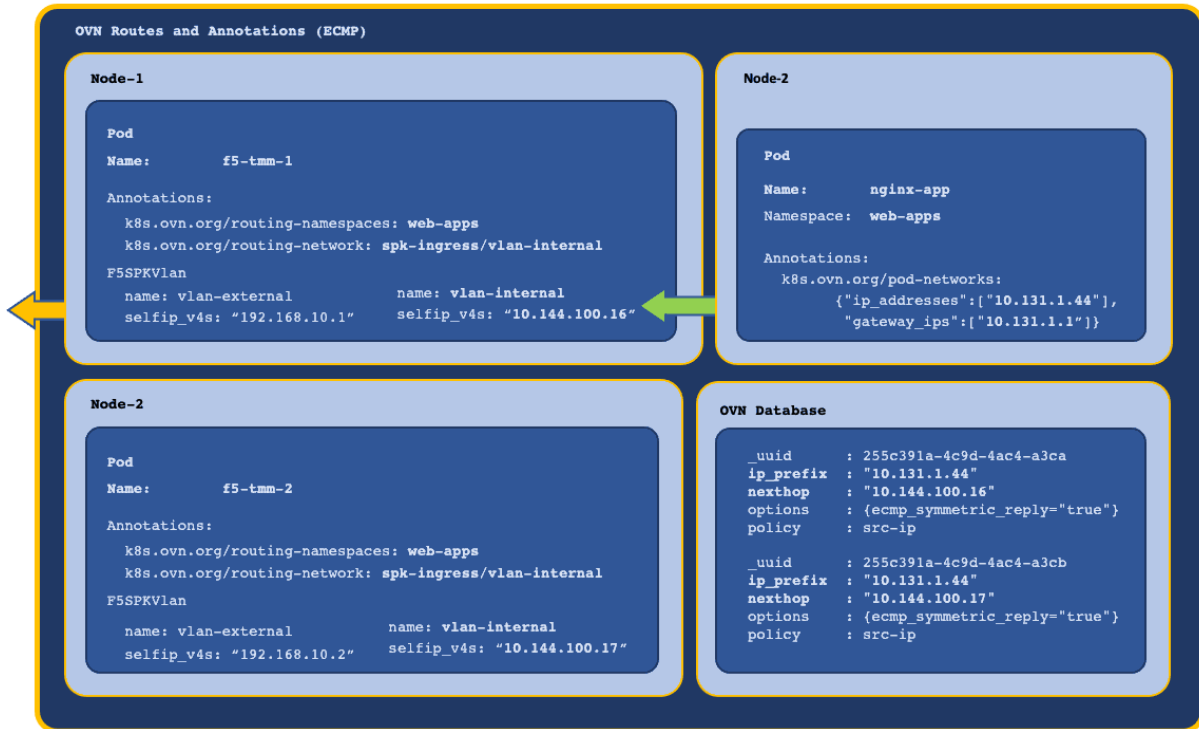 OVN Routes and Annotations (ECMP)
Node-1
Pod
Name: f5-tmm-1
Annotations:
k8s.ovn.org/routing-namespaces: web-apps
k8s.ovn.org/routing-network: spk-ingress/vlan-internal
F5SPKVlan
name: vlan-external
selfip_v4s: “192.168.10.1”
name: vlan-internal
selfip_v4s: “10.144.100.16”
Node-2
Pod
Name: nginx-app
Namespace: web-apps
Annotations:
k8s.ovn.org/pod-networks:
{"ip_addresses":["10.131.1.44"],
"gateway_ips":["10.131.1.1”]}
Node-2
Pod
Name: f5-tmm-2
Annotations:
k8s.ovn.org/routing-namespaces: web-apps
k8s.ovn.org/routing-network: spk-ingress/vlan-internal
F5SPKVlan
name: vlan-external
selfip_v4s: “192.168.10.2”
name: vlan-internal
selfip_v4s: “10.144.100.17”
OVN Database
_uuid : 255c391a-4c9d-4ac4-a3ca
ip_prefix : "10.131.1.44"
nexthop : "10.144.100.16"
options : {ecmp_symmetric_reply="true"}
policy : src-ip
_uuid : 255c391a-4c9d-4ac4-a3cb
ip_prefix : "10.131.1.44"
nexthop : "10.144.100.17"
options : {ecmp_symmetric_reply="true"}
policy : src-ip